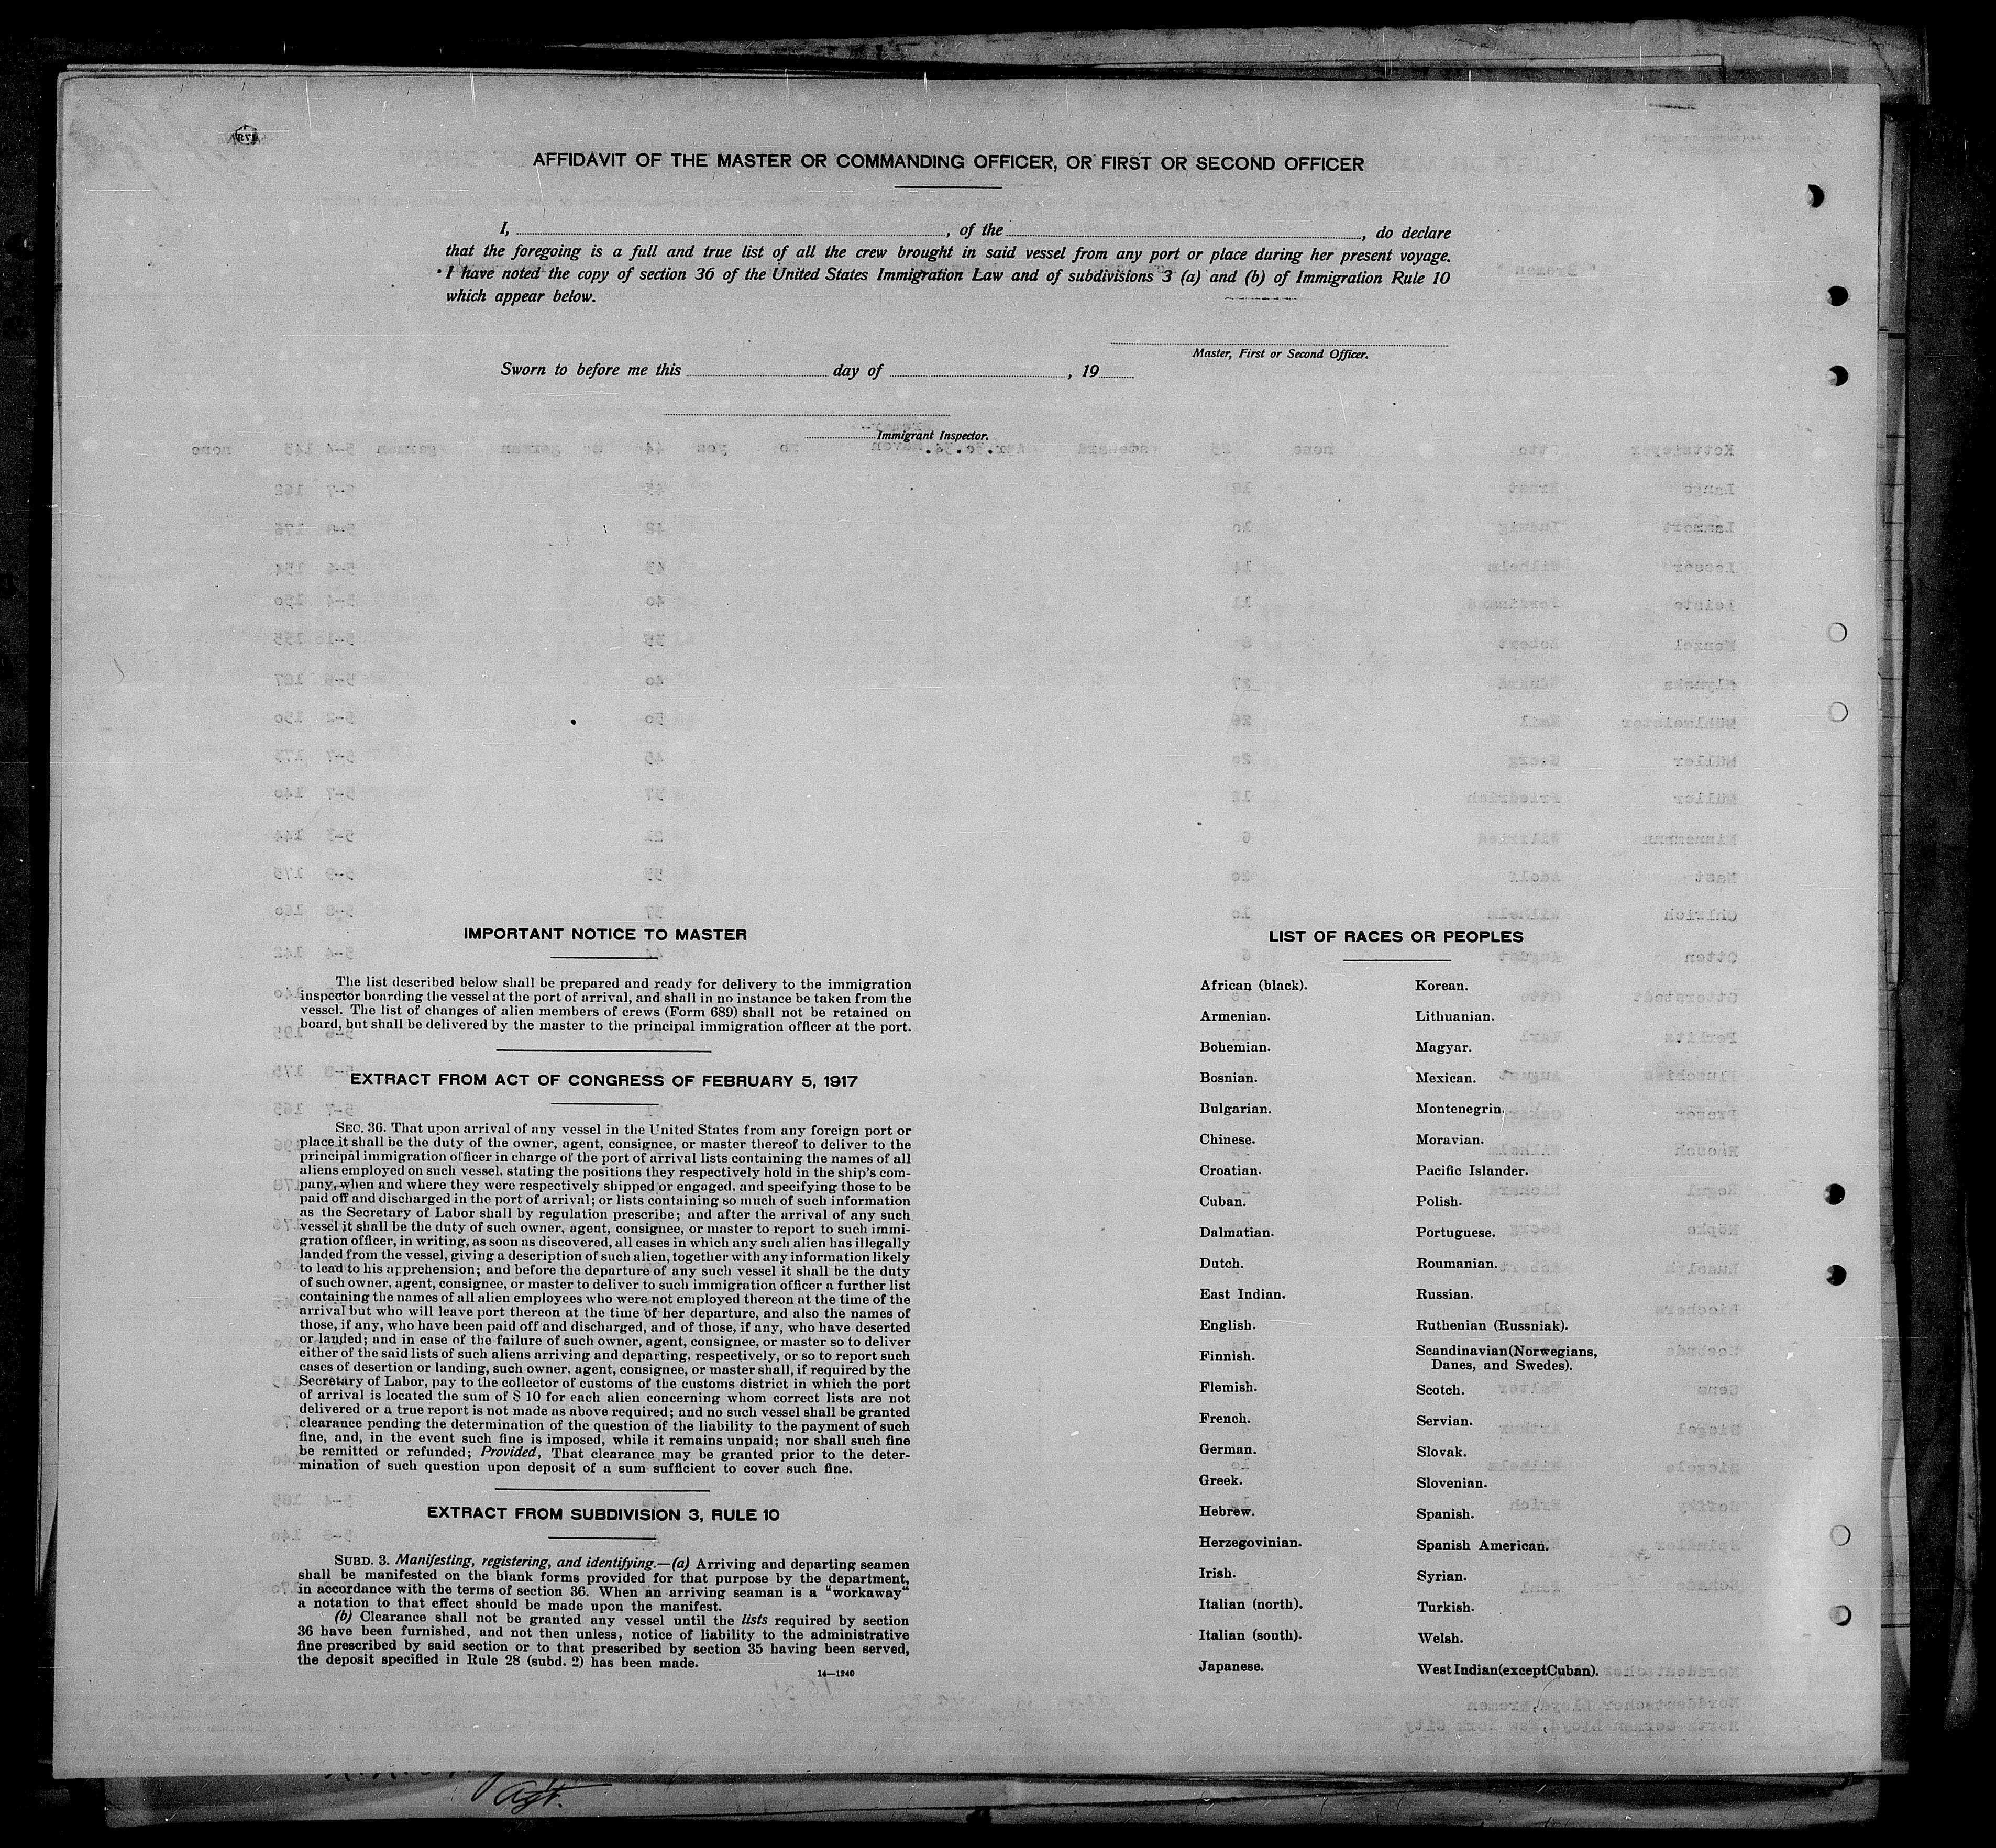 AFFIDAVIT OF THE MASTER OR COMMANDING OFFICER, OR FIRST OR SECOND OFFICER
I, , of the , do declare
that the foregoing is a full and true list of all the crew brought in said vessel from any port or place during her present voyage.
I have noted the copy of section 36 of the United States Immigration Law and of subdivisions 3 (a) and (b) of Immigration Rule 10
which appear below.
Master, First or Second Officer.
Sworn to before me this day of , 19
Immigrant Inspector.
IMPORTANT NOTICE TO MASTER
The list described below shall be prepared and ready for delivery to the immigration
inspector boarding the vessel at the port of arrival, and shall in no instance be taken from the
vessel. The list of changes of alien members of crews (Form 689) shall not be retained on
board, but shall be delivered by the master to the principal immigration officer at the port.
EXTRACT FROM ACT OF CONGRESS OF FEBRUARY 5, 1917
SEC. 36. That upon arrival of any vessel in the United States from any foreign port or
place it shall be the duty of the owner, agent, consignee, or master thereof to deliver to the
principal immigration officer in charge of the port of arrival lists containing the names of all
aliens employed on such vessel, stating the positions they respectively hold in the ship's com-
pany, when and where they were respectively shipped or engaged, and specifying those to be
paid off and discharged in the port of arrival; or lists containing so much of such information
as the Secretary of Labor shall by regulation prescribe; and after the arrival of any such
vessel it shall be the duty of such owner, agent, consignee, or master to report to such immi-
gration officer, in writing, as soon as discovered, all cases in which any such alien has illegally
landed from the vessel, giving a description of such alien, together with any information likely
to lead to his apprehension; and before the departure of any such vessel it shall be the duty
of such owner, agent, consignee, or master to deliver to such immigration officer a further list
containing the names of all alien employees who were not employed thereon at the time of the
arrival but who will leave port thereon at the time of her departure, and also the names of
those, if any, who have been paid off and discharged, and of those, if any, who have deserted
or landed; and in case of the failure of such owner, agent, consignee, or master so to deliver
either of the said lists of such aliens arriving and departing, respectively, or so to report such
cases of desertion or landing, such owner, agent, consignee, or master shall, if required by the
Secretary of Labor, pay to the collector of customs of the customs district in which the port
of arrival is located the sum of $ 10 for each alien concerning whom correct lists are not
delivered or a true report is not made as above required; and no such vessel shall be granted
clearance pending the determination of the question of the liability to the payment of such
fine, and, in the event such fine is imposed, while it remains unpaid; nor shall such fine
be remitted or refunded; Provided, That clearance may be granted prior to the deter-
mination of such question upon deposit of a sum sufficient to cover such fine.
EXTRACT FROM SUBDIVISION 3, RULE 10
SUBD. 3. Manifesting, registering, and identifying.—(a) Arriving and departing seamen
shall be manifested on the blank forms provided for that purpose by the department,
in accordance with the terms of section 36. When an arriving seaman is a "workaway"
a notation to that effect should be made upon the manifest.
(b) Clearance shall not be granted any vessel until the lists required by section
36 have been furnished, and not then unless, notice of liability to the administrative
fine prescribed by said section or to that prescribed by section 35 having been served,
the deposit specified in Rule 28 (subd. 2) has been made.
14—1240
LIST OF RACES OR PEOPLES
African (black).
Armenian.
Bohemian.
Bosnian.
Bulgarian.
Chinese.
Croatian.
Cuban.
Dalmatian.
Dutch.
East Indian.
English.
Finnish.
Flemish.
French.
German.
Greek.
Hebrew.
Herzegovinian.
Irish.
Italian (north).
Italian (south).
Japanese.
Korean.
Lithuanian.
Magyar.
Mexican.
Montenegrin.
Moravian.
Pacific Islander.
Polish.
Portuguese.
Roumanian.
Russian.
Ruthenian (Russniak).
Scandinavian (Norwegians,
Danes, and Swedes).
Scotch.
Servian.
Slovak.
Slovenian.
Spanish.
Spanish American.
Syrian.
Turkish.
Welsh.
West Indian (except Cuban).
Agt.